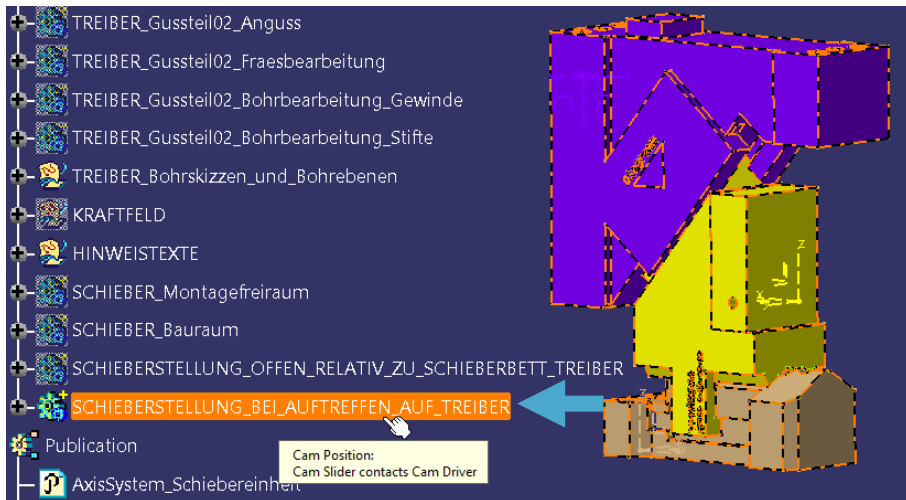 TREIBER_Gussteil02_Anguss
TREIBER_Gussteil02_Fraesbearbeitung
TREIBER_Gussteil02_Bohrbearbeitung_Gewinde
TREIBER_Gussteil02_Bohrbearbeitung_Stifte
TREIBER_Bohrskizzen_und_Bohrebenen
KRAFTFELD
HINWEISTEXTE
SCHIEBER_Montagefreiraum
SCHIEBER_Bauraum
SCHIEBERSTELLUNG_OFFEN_RELATIV_ZU_SCHIEBERBETT_TREIBER
SCHIEBERSTELLUNG_BEI_AUFTREFFEN_AUF_TREIBER
Publication
Cam Position:
Cam Slider contacts Cam Driver
AxisSystem_Schiebereinheit
z